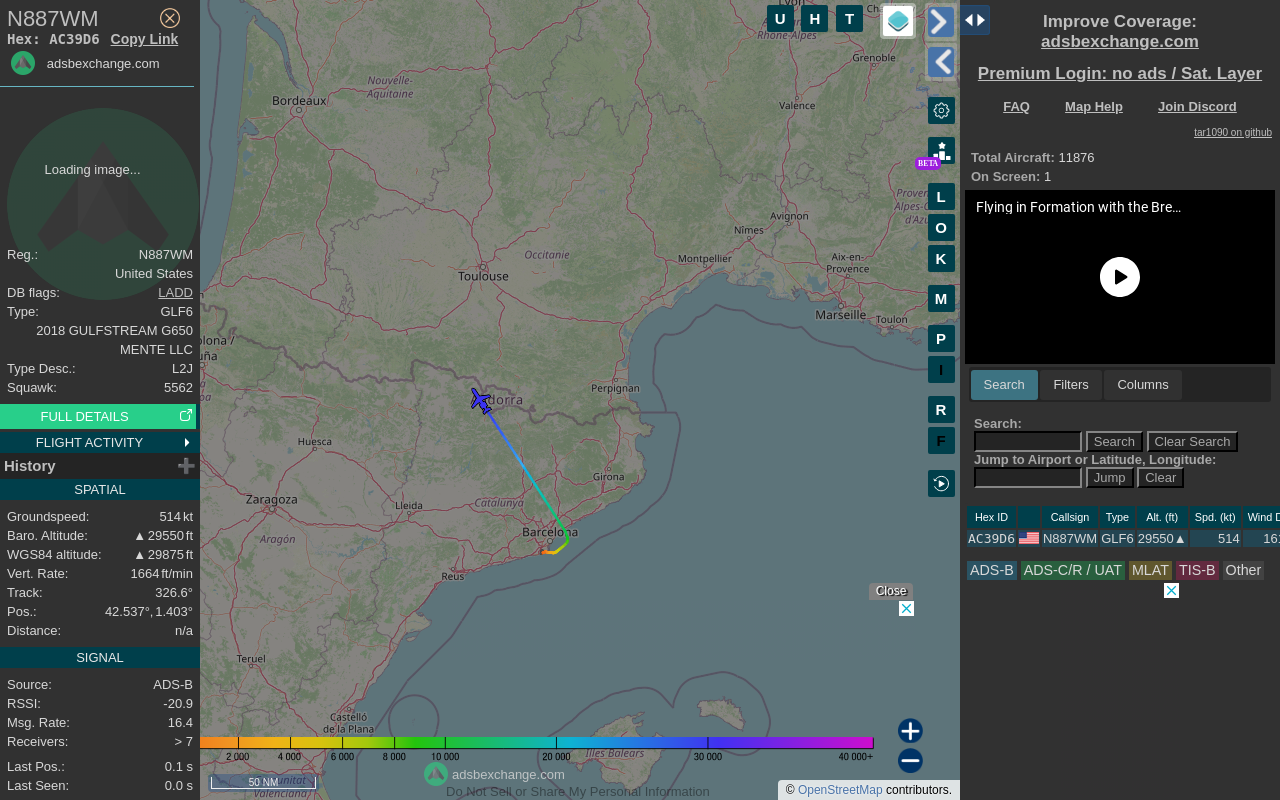 N887WM
Hex: AC39D6 Copy Link
adsbexchange.com
Loading image...
Reg.: N887WM
United States
DB flags: LADD
Type: GLF6
2018 GULFSTREAM G650
MENTE LLC
Type Desc.: L2J
Squawk: 5562
FULL DETAILS
FLIGHT ACTIVITY
History
SPATIAL
Groundspeed: 514 kt
Baro. Altitude: ▲ 29550 ft
WGS84 altitude: ▲ 29875 ft
Vert. Rate: 1664 ft/min
Track: 326.6°
Pos.: 42.537°, 1.403°
Distance: n/a
SIGNAL
Source: ADS-B
RSSI: -20.9
Msg. Rate: 16.4
Receivers: > 7
Last Pos.: 0.1 s
Last Seen: 0.0 s
U H T
Lyon
Rhône-Alpes
Grenoble
Nouvelle-
Aquitaine
Bordeaux
Valence
BETA
Avignon
Nîmes
Occitanie
Toulouse
Montpellier
Aix-en-
Provence
Marseille
Toulon
Perpignan
Huesca
Girona
Zaragoza
Lleida
Catalunya
Barcelona
Aragón
Reus
Teruel
Castelló
de la Plana
Illes Balears
L
O
K
M
P
I
R
F
Close
2 000 4 000 6 000 8 000 10 000 20 000 30 000 40 000+
50 NM
Valenciana
adsbexchange.com
Do Not Sell or Share My Personal Information
© OpenStreetMap contributors.
Improve Coverage:
adsbexchange.com
Premium Login: no ads / Sat. Layer
FAQ Map Help Join Discord
tar1090 on github
Total Aircraft: 11876
On Screen: 1
Flying in Formation with the Bre...
Search Filters Columns
Search:
Search Clear Search
Jump to Airport or Latitude, Longitude:
Jump Clear
Hex ID Callsign Type Alt. (ft) Spd. (kt) Wind D
AC39D6 N887WM GLF6 29550▲ 514 161
ADS-B ADS-C/R / UAT MLAT TIS-B Other